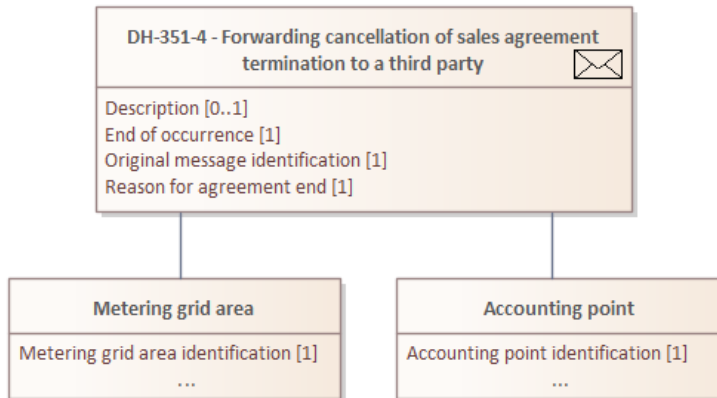 DH-351-4 - Forwarding cancellation of sales agreement
termination to a third party
Description [0..1]
End of occurrence [1]
Original message identification [1]
Reason for agreement end [1]
Metering grid area
Metering grid area identification [1]
...
Accounting point
Accounting point identification [1]
...